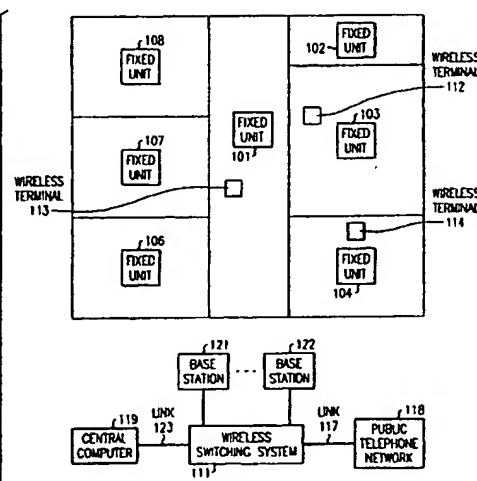 108
FIXED
UNIT
102
FIXED
UNIT
WIRELESS
TERMINAL
112
103
FIXED
UNIT
FIXED
UNIT
101
107
FIXED
UNIT
WIRELESS
TERMINAL
113
WIRELESS
TERMINAL
114
106
FIXED
UNIT
FIXED
UNIT
104
121
BASE
STATION
...
122
BASE
STATION
119
CENTRAL
COMPUTER
LINK
123
WIRELESS
SWITCHING SYSTEM
111
LINK
117
118
PUBLIC
TELEPHONE
NETWORK